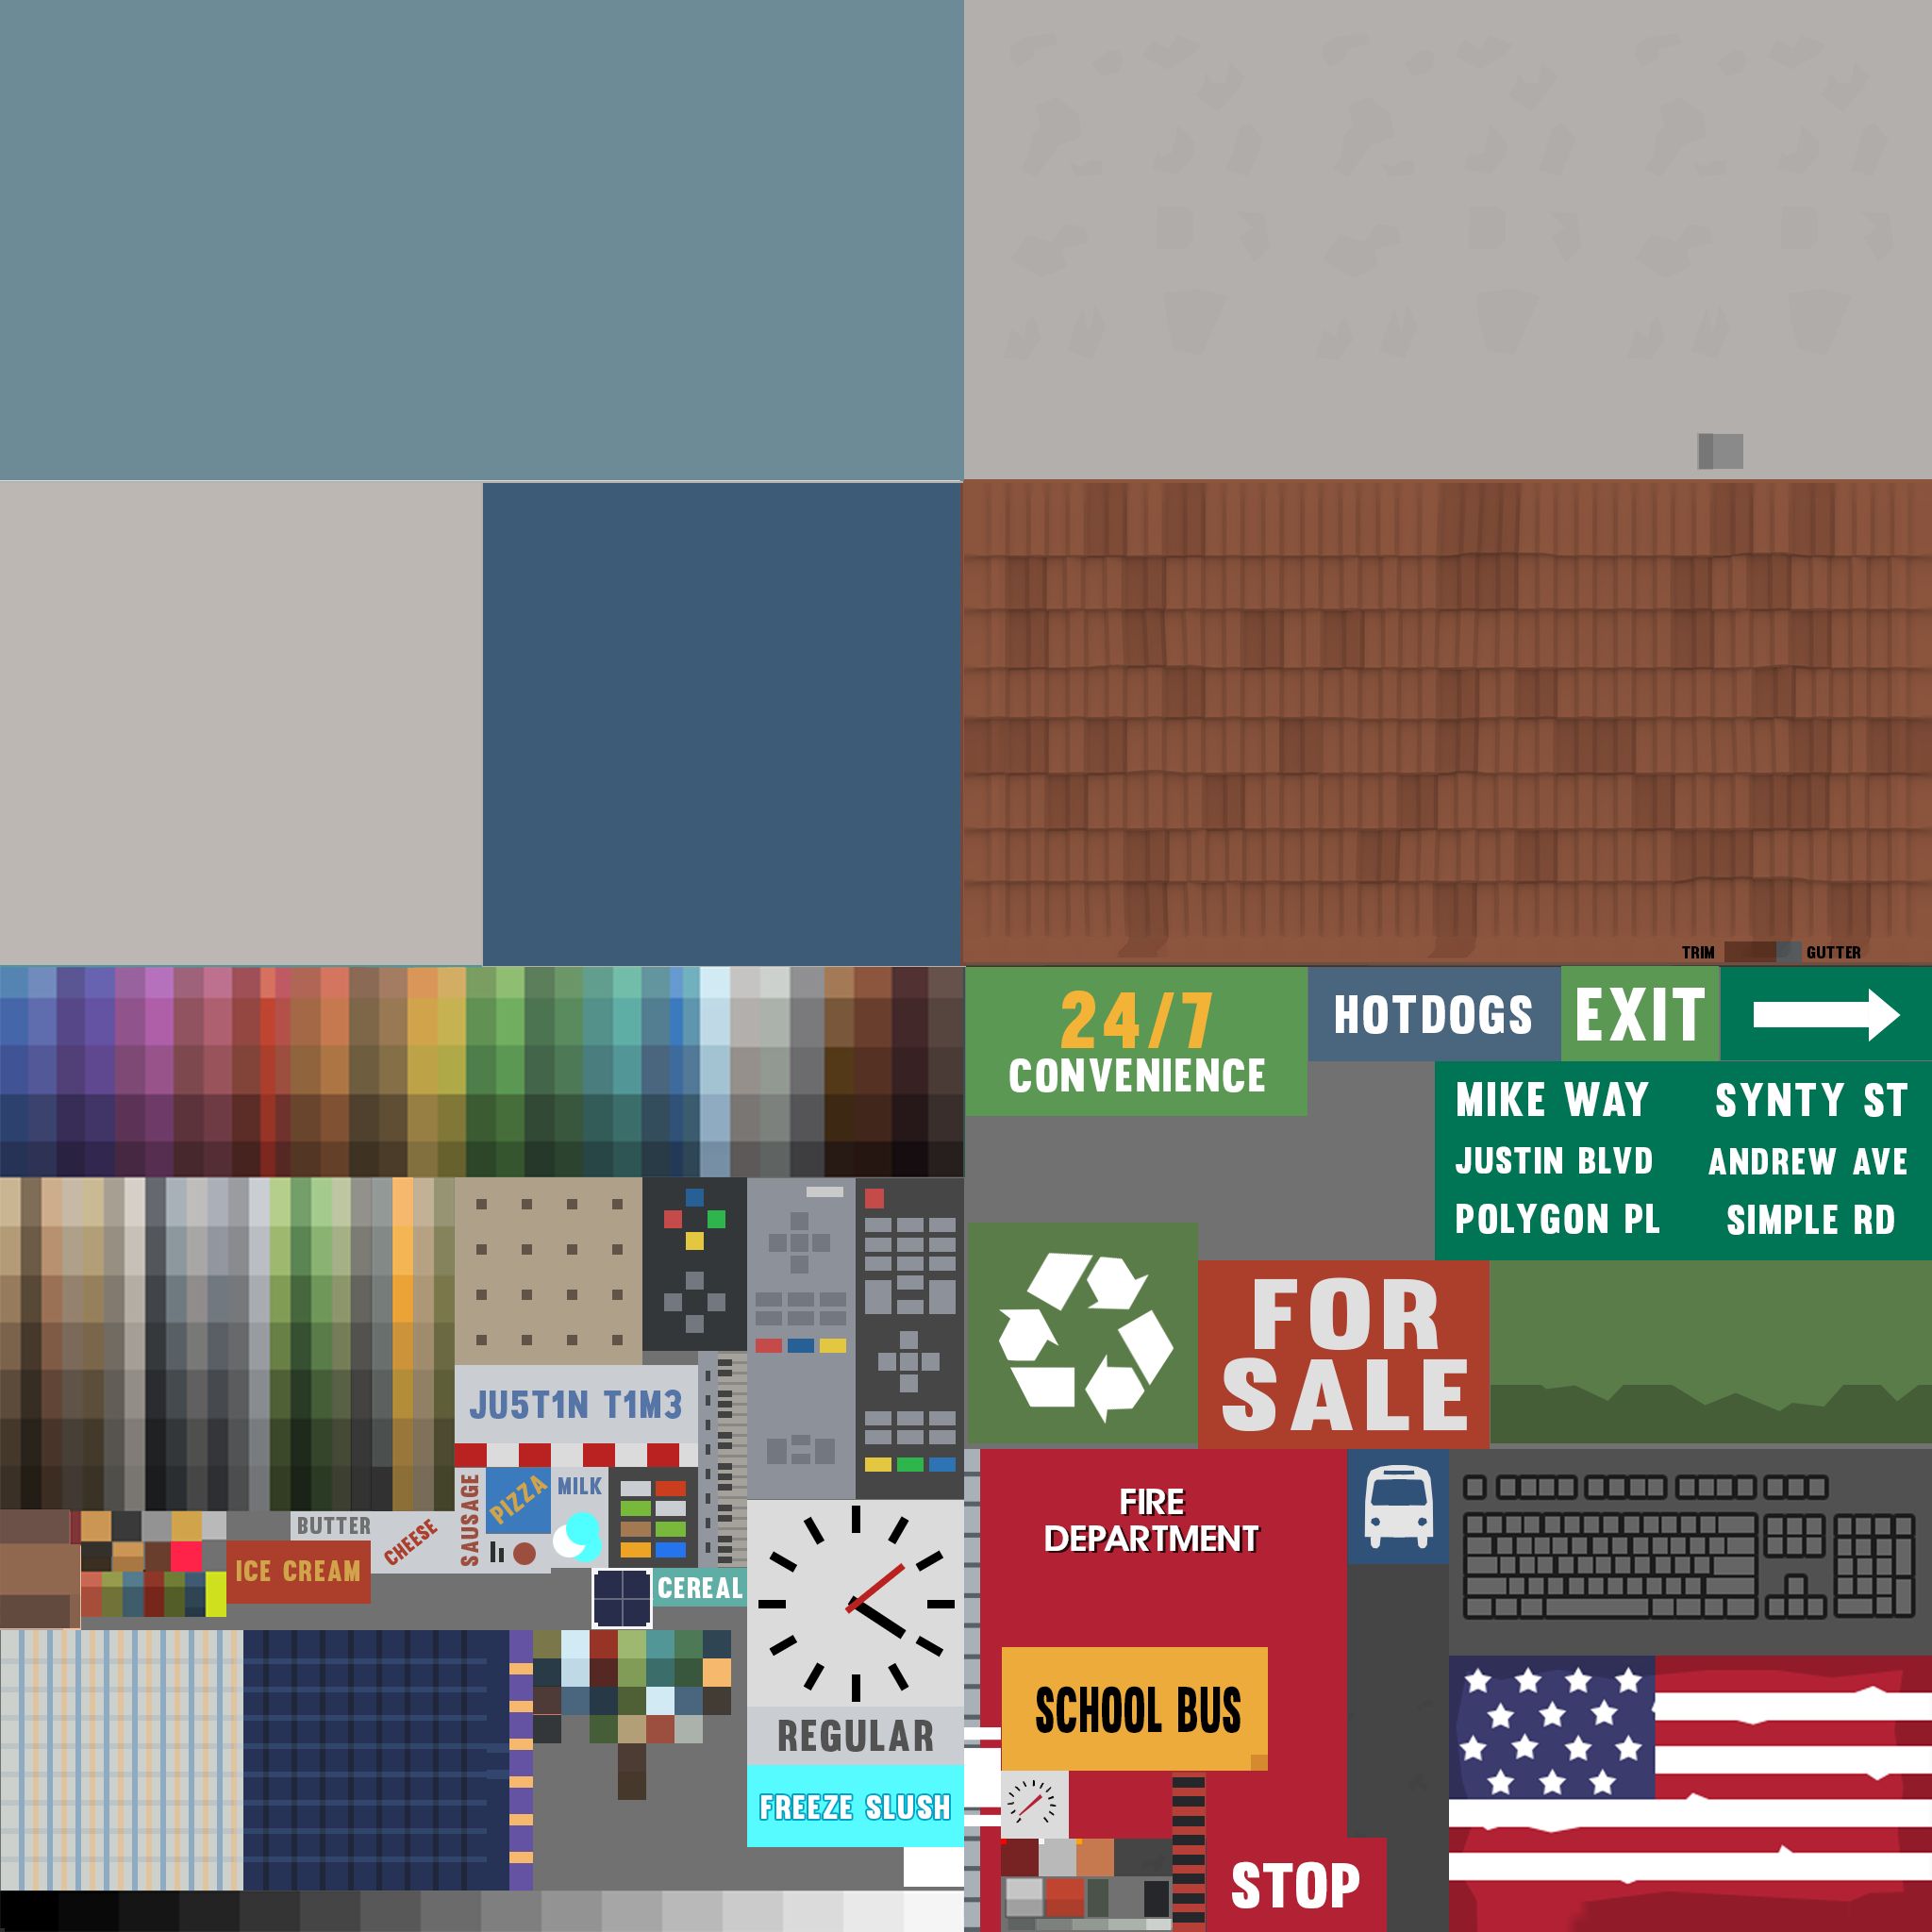 TRIM
GUTTER
24/7
CONVENIENCE
HOTDOGS
EXIT
MIKE WAY
SYNTY ST
JUSTIN BLVD
ANDREW AVE
POLYGON PL
SIMPLE RD
FOR
SALE
JU5T1N T1M3
SAUSAGE
PIZZA
MILK
BUTTER
CHEESE
ICE CREAM
CEREAL
FIRE
DEPARTMENT
SCHOOL BUS
REGULAR
FREEZE SLUSH
STOP